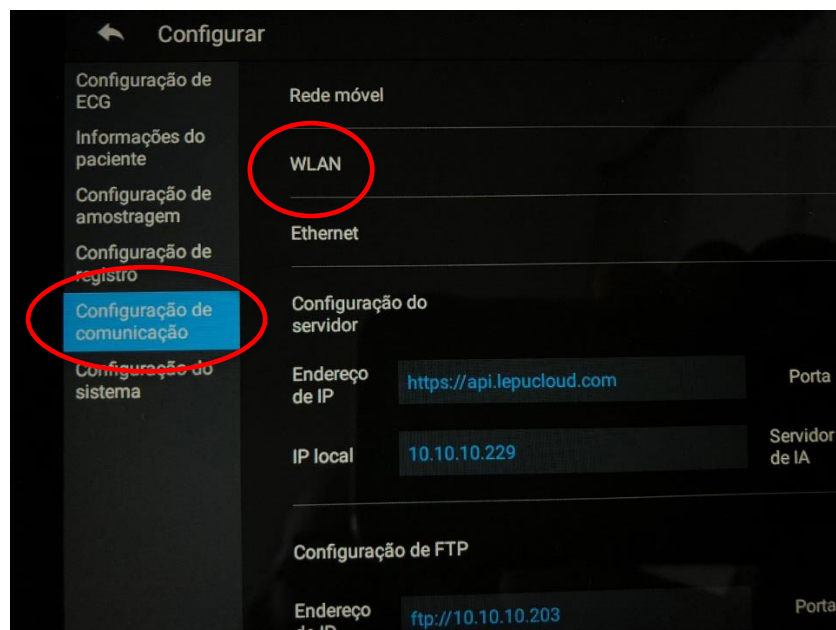 Configurar
Configuração de
ECG
Informações do
paciente
Configuração de
amostragem
Configuração de
registro
Configuração de
comunicação
Configuração do
sistema
Rede móvel
WLAN
Ethernet
Configuração do
servidor
Endereço
de IP
https://api.lepucloud.com
Porta
IP local
10.10.10.229
Servidor
de IA
Configuração de FTP
Endereço
de IP
ftp://10.10.10.203
Porta